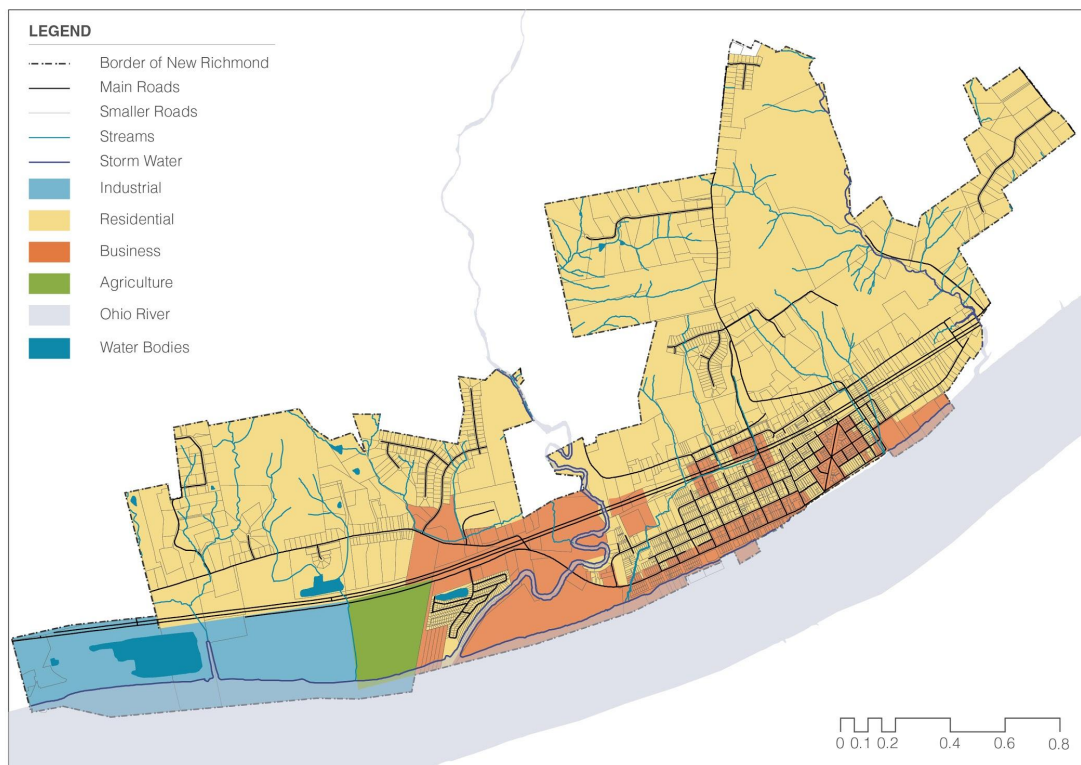 LEGEND
Border of New Richmond
Main Roads
Smaller Roads
Streams
Storm Water
Industrial
Residential
Business
Agriculture
Ohio River
Water Bodies
0 0.1 0.2 0.4 0.6 0.8